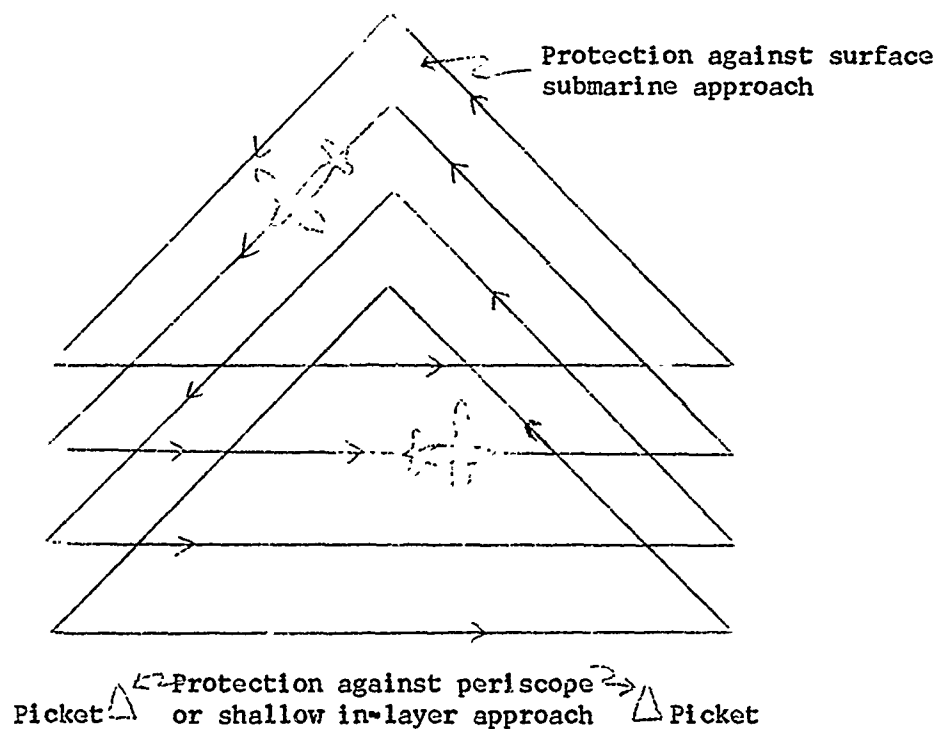 Protection against surface
submarine approach
Protection against periscope
Picket or shallow in-layer approach Picket